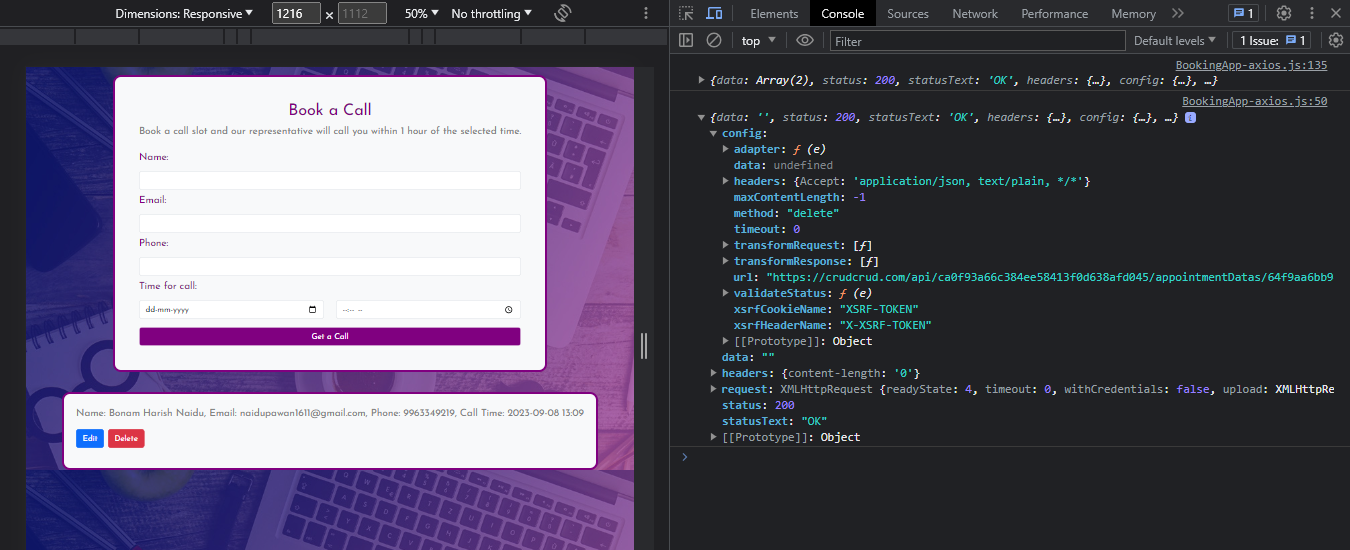 Dimensions: Responsive ▼ 1216 × 1112 50% ▼ No throttling ▼
Elements Console Sources Network Performance Memory 1
top ▼ Filter Default levels ▼ 1 Issue: 1
Book a Call
Book a call slot and our representative will call you within 1 hour of the selected time.
Name:
Email:
Phone:
Time for call:
dd-mm-yyyy --:-- --
Get a Call
Name: Bonam Harish Naidu, Email: naidupawan1611@gmail.com, Phone: 9963349219, Call Time: 2023-09-08 13:09
Edit Delete
BookingApp-axios.js:135
▶ {data: Array(2), status: 200, statusText: 'OK', headers: {…}, config: {…}, …}
BookingApp-axios.js:50
▼ {data: '', status: 200, statusText: 'OK', headers: {…}, config: {…}, …} i
▼ config:
▶ adapter: ƒ (e)
data: undefined
▶ headers: {Accept: 'application/json, text/plain, */*'}
maxContentLength: -1
method: "delete"
timeout: 0
▶ transformRequest: [ƒ]
▶ transformResponse: [ƒ]
url: "https://crudcrud.com/api/ca0f93a66c384ee58413f0d638afd045/appointmentDatas/64f9aa6bb9
▶ validateStatus: ƒ (e)
xsrfCookieName: "XSRF-TOKEN"
xsrfHeaderName: "X-XSRF-TOKEN"
▶ [[Prototype]]: Object
data: ""
▶ headers: {content-length: '0'}
▶ request: XMLHttpRequest {readyState: 4, timeout: 0, withCredentials: false, upload: XMLHttpRe
status: 200
statusText: "OK"
▶ [[Prototype]]: Object